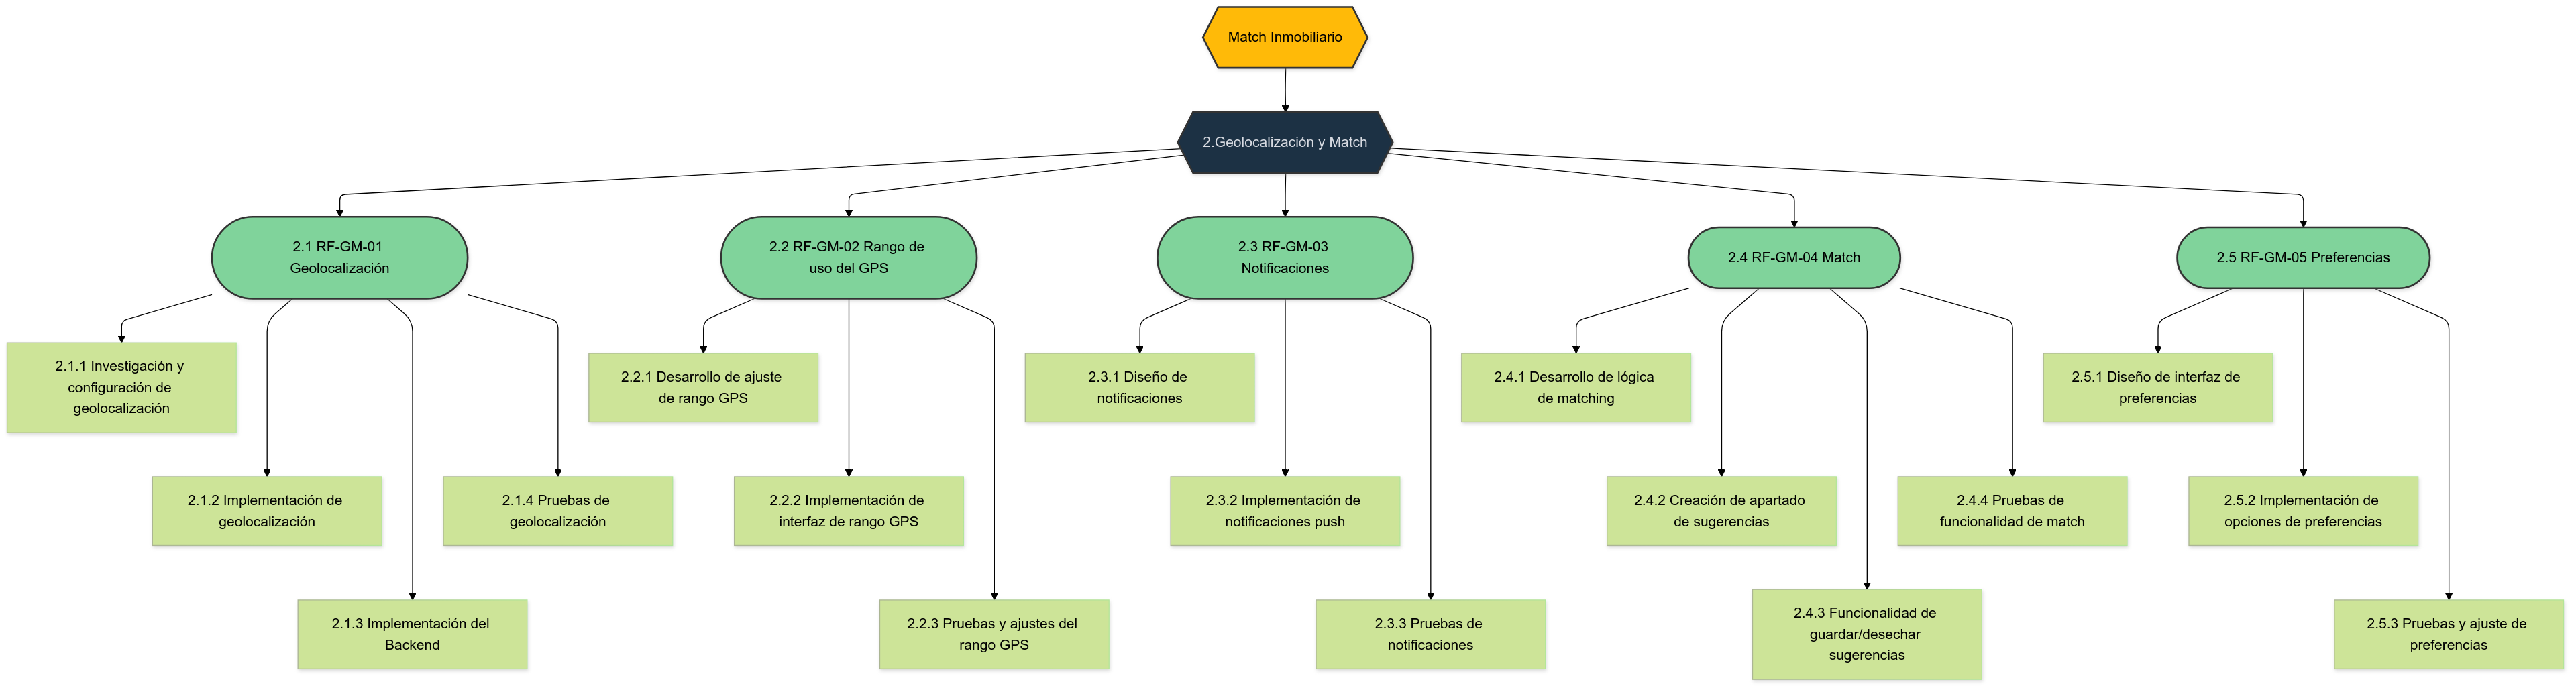 Match Inmobiliario
2.Geolocalización y Match
2.1 RF-GM-01
Geolocalización
2.2 RF-GM-02 Rango de
uso del GPS
2.3 RF-GM-03
Notificaciones
2.4 RF-GM-04 Match
2.5 RF-GM-05 Preferencias
2.1.1 Investigación y
configuración de
geolocalización
2.2.1 Desarrollo de ajuste
de rango GPS
2.3.1 Diseño de
notificaciones
2.4.1 Desarrollo de lógica
de matching
2.5.1 Diseño de interfaz de
preferencias
2.1.2 Implementación de
geolocalización
2.1.4 Pruebas de
geolocalización
2.2.2 Implementación de
interfaz de rango GPS
2.3.2 Implementación de
notificaciones push
2.4.2 Creación de apartado
de sugerencias
2.4.4 Pruebas de
funcionalidad de match
2.5.2 Implementación de
opciones de preferencias
2.1.3 Implementación del
Backend
2.2.3 Pruebas y ajustes del
rango GPS
2.3.3 Pruebas de
notificaciones
2.4.3 Funcionalidad de
guardar/desechar
sugerencias
2.5.3 Pruebas y ajuste de
preferencias